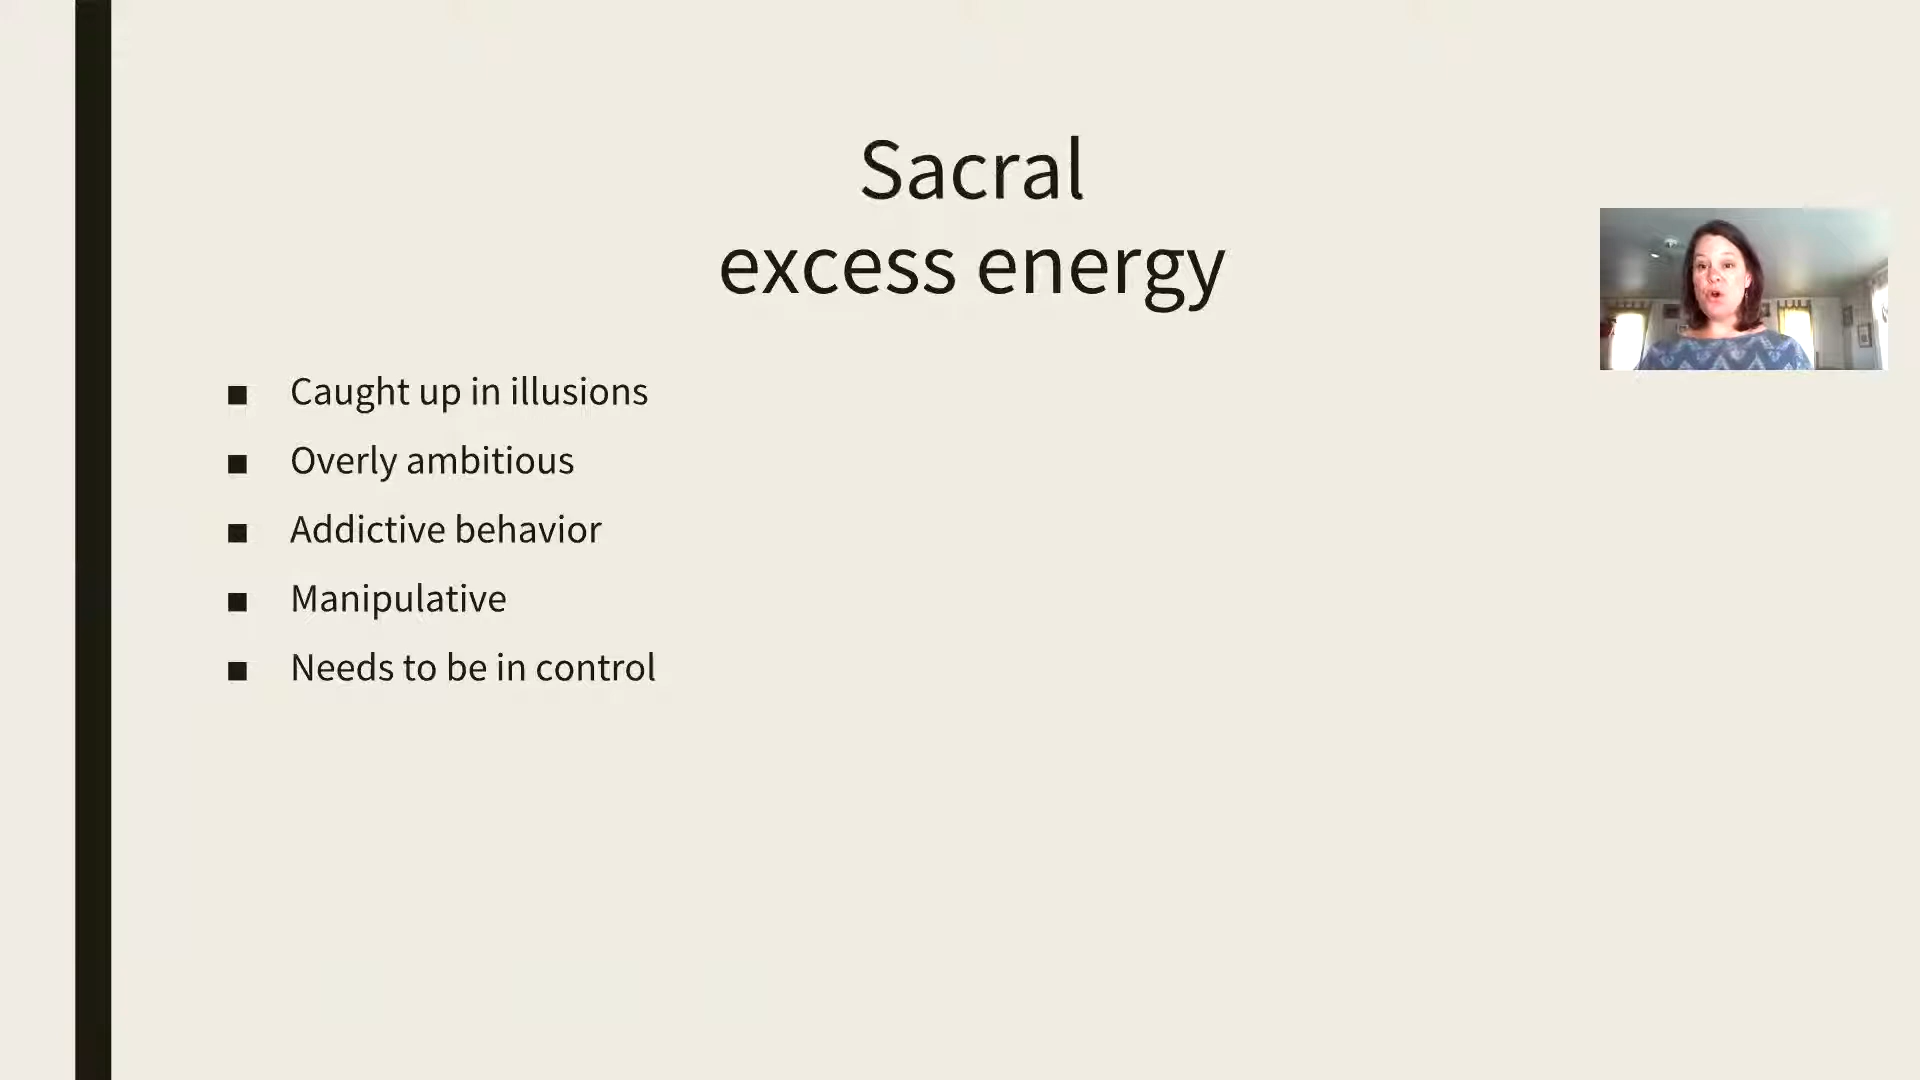 Sacral
excess energy
■ Caught up in illusions
■ Overly ambitious
■ Addictive behavior
■ Manipulative
■ Needs to be in control